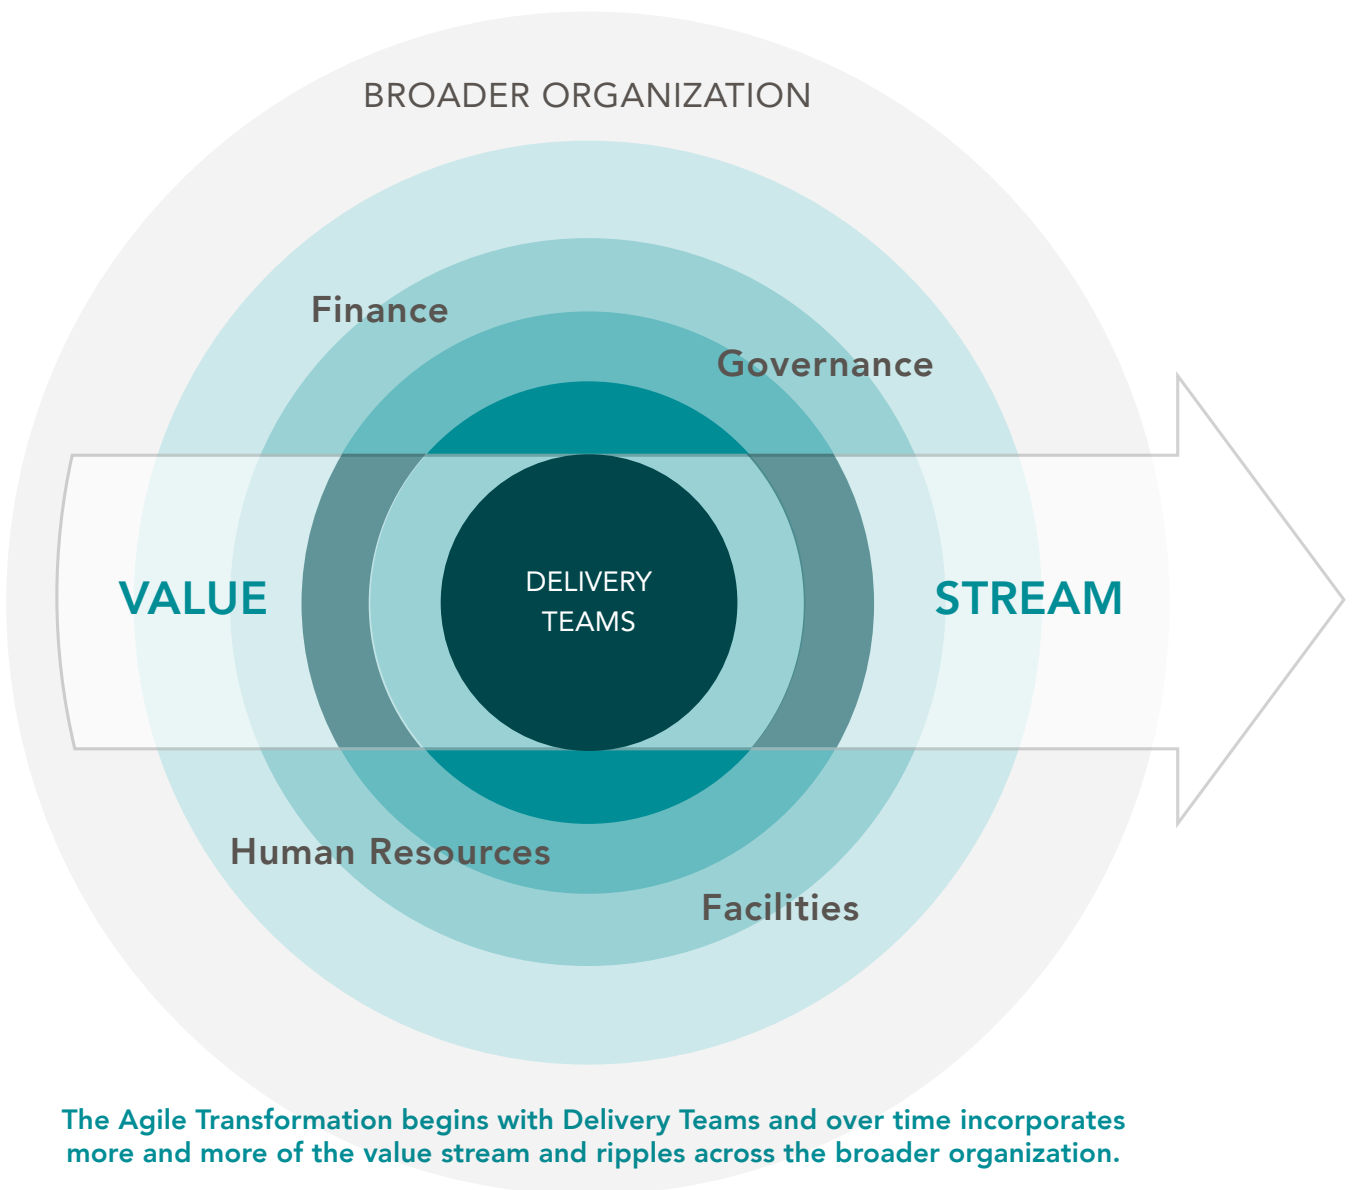 BROADER ORGANIZATION
Finance
Governance
VALUE
DELIVERY
TEAMS
STREAM
Human Resources
Facilities
The Agile Transformation begins with Delivery Teams and over time incorporates
more and more of the value stream and ripples across the broader organization.